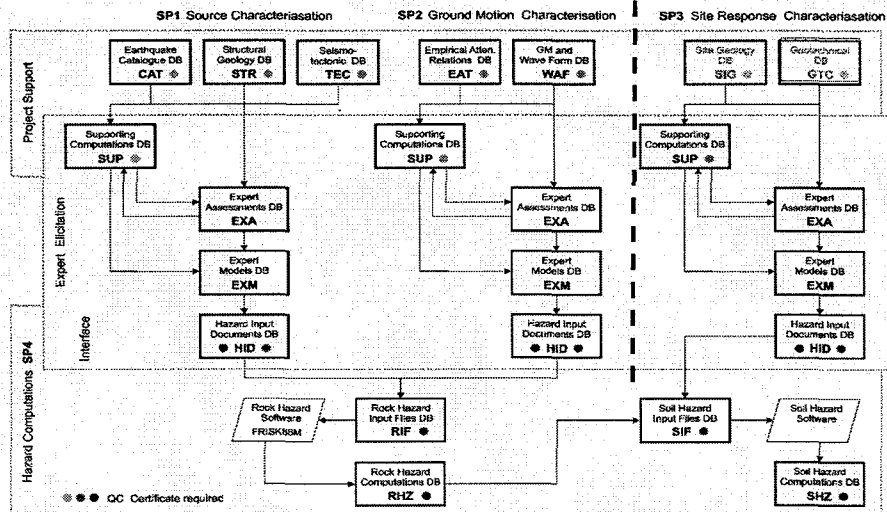 SP1 Source Characteriasation
SP2 Ground Motion Characterisation
SP3 Site Response Characteriasation
Project Support
Earthquake
Catalogue DB
CAT
Structural
Geology DB
STR
Seismo-
tectonic DB
TEC
Empirical Atten.
Relations DB
EAT
GM and
Wave Form DB
WAF
Site Geology
DB
SIG
Geotechnical
DB
GTC
Supporting
Computations DB
SUP
Supporting
Computations DB
SUP
Supporting
Computations DB
SUP
Expert Elicitation
Expert
Assessments DB
EXA
Expert
Assessments DB
EXA
Expert
Assessments DB
EXA
Expert
Models DB
EXM
Expert
Models DB
EXM
Expert
Models DB
EXM
Interface
Hazard Input
Documents DB
HID
Hazard Input
Documents DB
HID
Hazard Input
Documents DB
HID
Hazard Computations SP4
Rock Hazard
Software
FRISK88M
Rock Hazard
Input Files DB
RIF
Soil Hazard
Input Files DB
SIF
Soil Hazard
Software
Rock Hazard
Computations DB
RHZ
Soil Hazard
Computations DB
SHZ
QC Certificate required